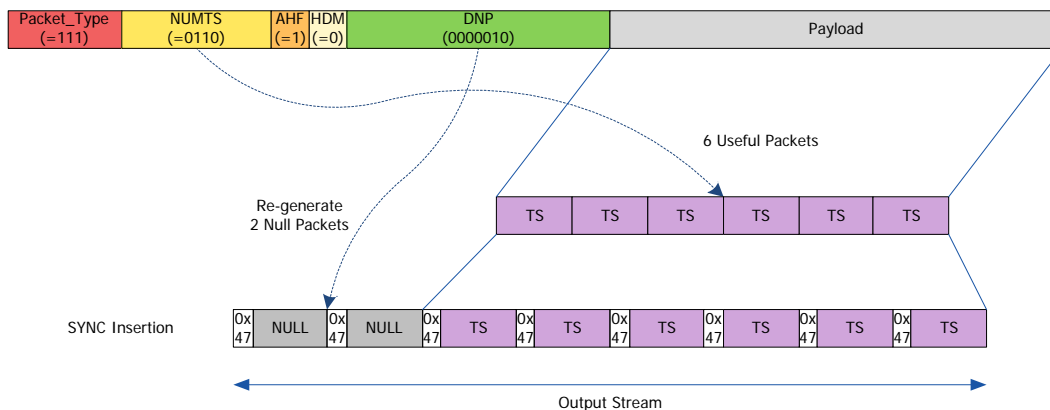 Packet_Type
(=111)
NUMTS
(=0110)
AHF
(=1)
HDM
(=0)
DNP
(0000010)
Payload
6 Useful Packets
Re-generate
2 Null Packets
TS TS TS TS TS TS
SYNC Insertion
0x
47
NULL
0x
47
NULL
0x
47
TS
0x
47
TS
0x
47
TS
0x
47
TS
0x
47
TS
0x
47
TS
Output Stream